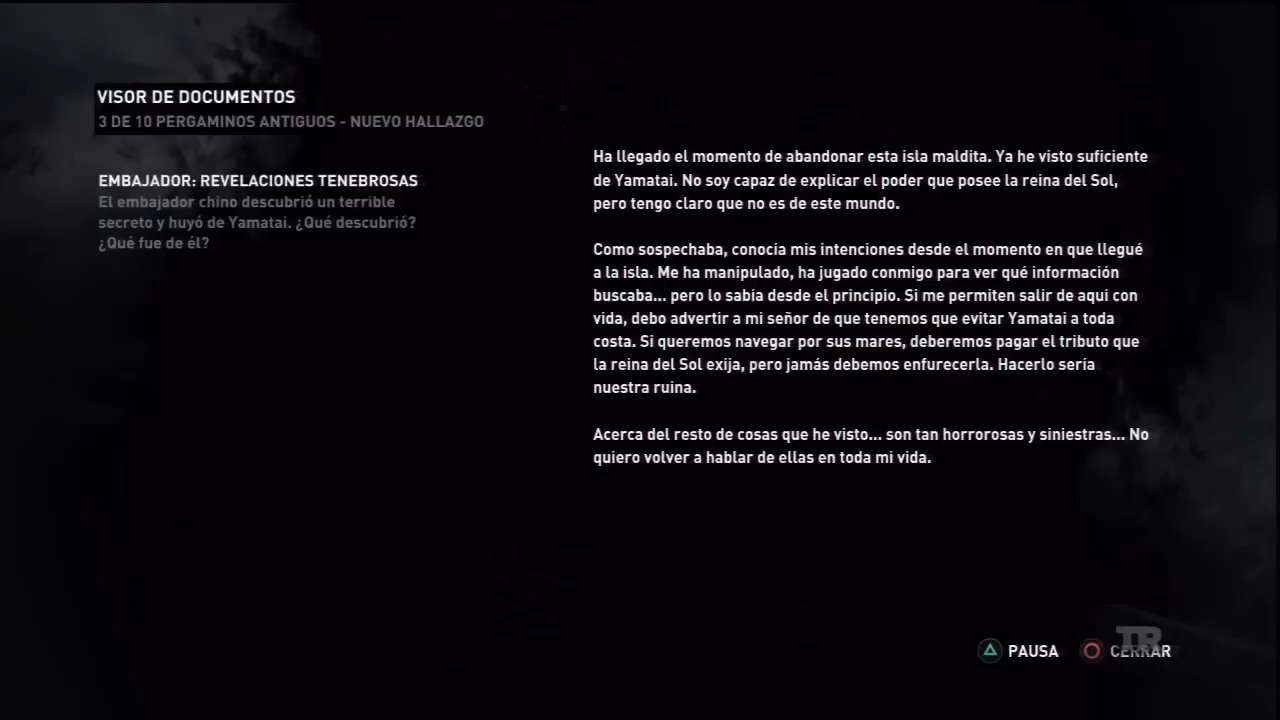 VISOR DE DOCUMENTOS
3 DE 10 PERGAMINOS ANTIGUOS - NUEVO HALLAZGO
EMBAJADOR: REVELACIONES TENEBROSAS
El embajador chino descubrió un terrible
secreto y huyó de Yamatai. ¿Qué descubrió?
¿Qué fue de él?
Ha llegado el momento de abandonar esta isla maldita. Ya he visto suficiente
de Yamatai. No soy capaz de explicar el poder que posee la reina del Sol,
pero tengo claro que no es de este mundo.
Como sospechaba, conocía mis intenciones desde el momento en que llegué
a la isla. Me ha manipulado, ha jugado conmigo para ver qué información
buscaba... pero lo sabía desde el principio. Si me permiten salir de aquí con
vida, debo advertir a mi señor de que tenemos que evitar Yamatai a toda
costa. Si queremos navegar por sus mares, deberemos pagar el tributo que
la reina del Sol exija, pero jamás debemos enfurecerla. Hacerlo sería
nuestra ruina.
Acerca del resto de cosas que he visto... son tan horrorosas y siniestras... No
quiero volver a hablar de ellas en toda mi vida.
TR
PAUSA CERRAR